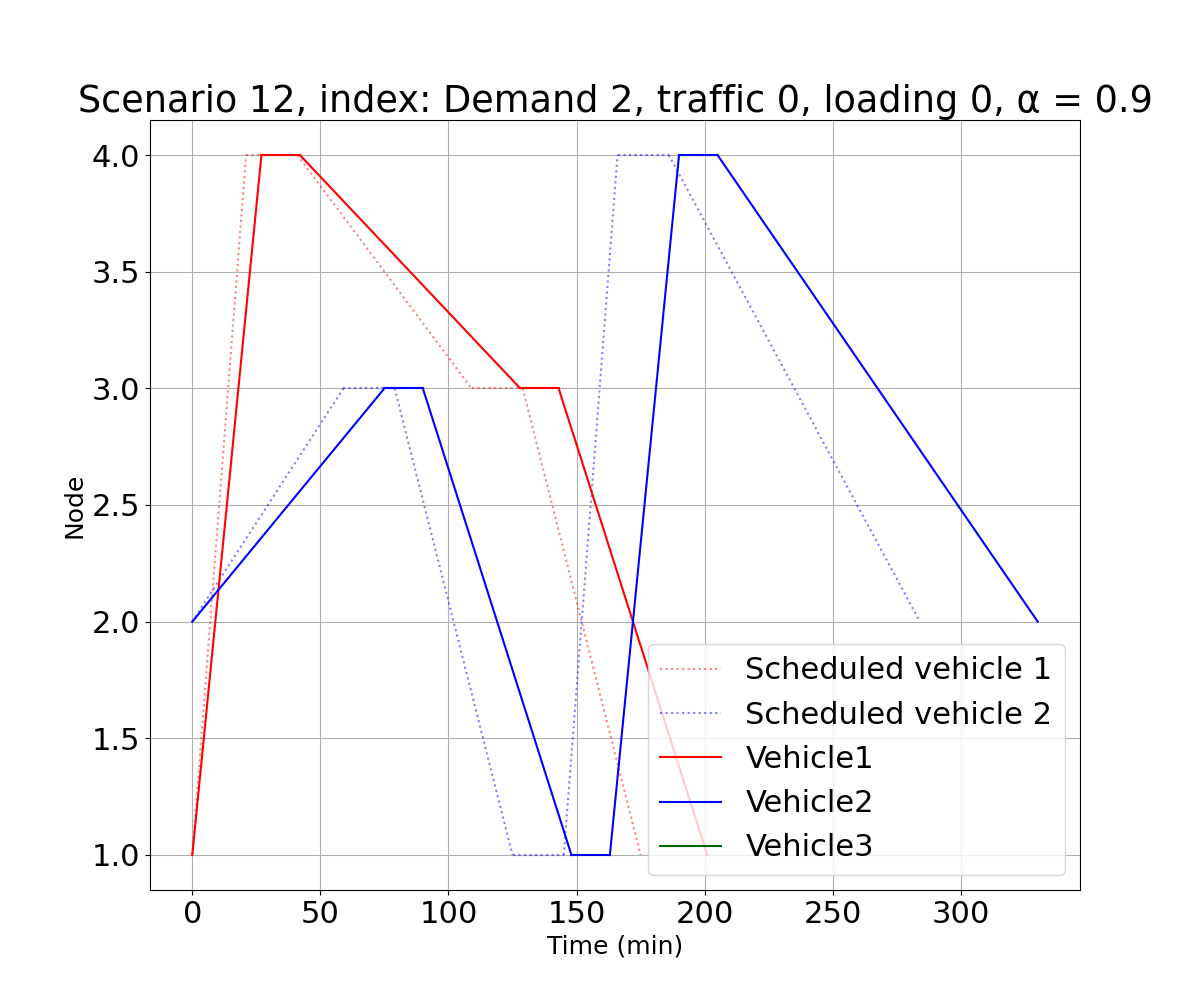 Scenario 12, index: Demand 2, traffic 0, loading 0, α = 0.9
4.0
3.5
3.0
2.5
2.0
1.5
1.0
Node
Scheduled vehicle 1
Scheduled vehicle 2
Vehicle1
Vehicle2
Vehicle3
0 50 100 150 200 250 300
Time (min)